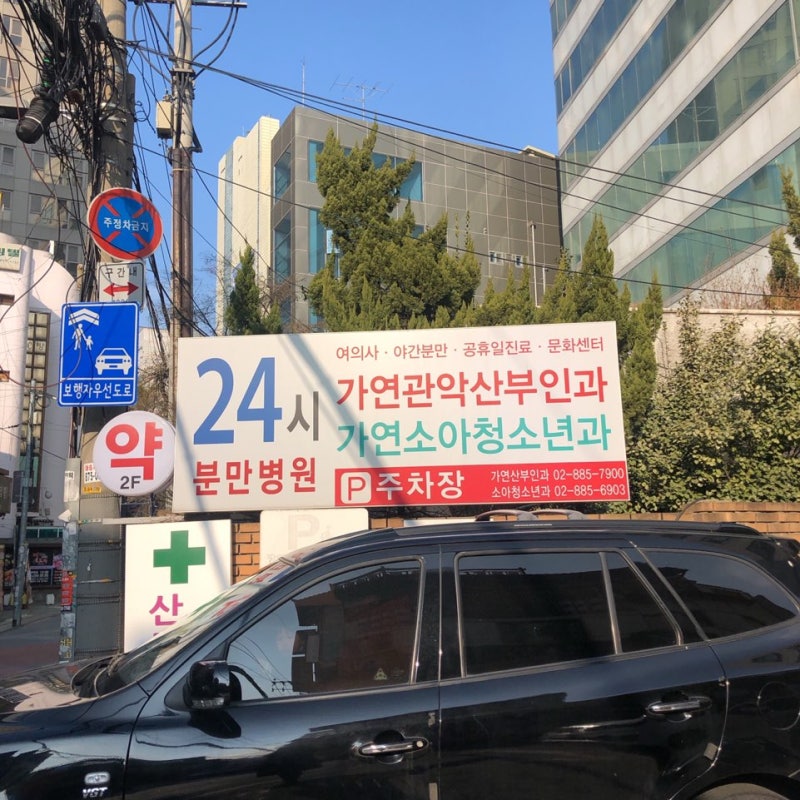 주정차금지
구간내
보행자우선도로
약
2F
24시
분만병원
여의사 · 야간분만 · 공휴일진료 · 문화센터
가연관악산부인과
가연소아청소년과
P 주차장
가연산부인과 02-885-7900
소아청소년과 02-885-6903
P
산
VGT